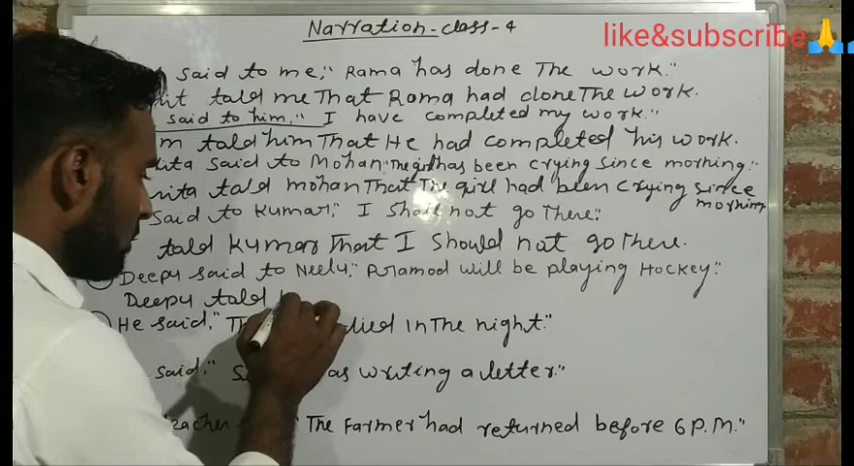 Narration-class-4
like&subscribe🙏
said to me," Rama has done The work."
told me That Rama had done The work.
said to him," I have completed my work."
told him That He had completed his work.
said to Mohan "The girl has been crying since morning."
told mohan That The girl had been crying since morning.
said to Kumar," I shall not go There."
told Kumar That I should not go There.
Deepu said to Neelu," Pramod will be playing Hockey."
Deepu told
He said," died in The night."
said," as writing a letter."
The Farmer had returned before 6 P.M."